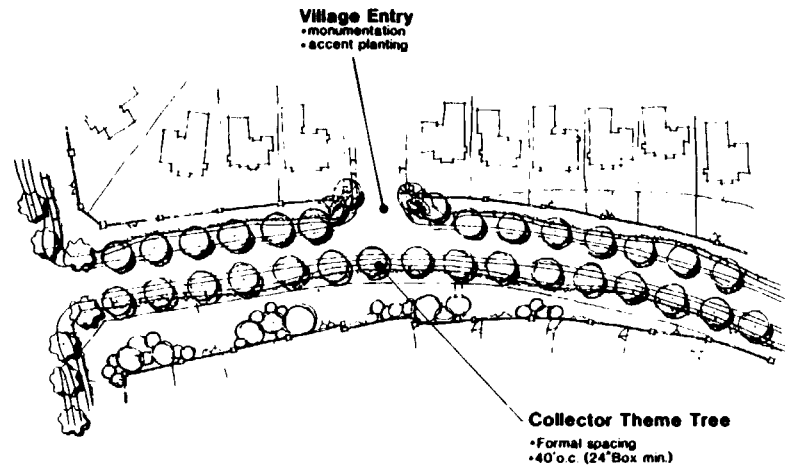 Village Entry
•monumentation
•accent planting
Collector Theme Tree
•Formal spacing
•40'o.c. (24"Box min.)